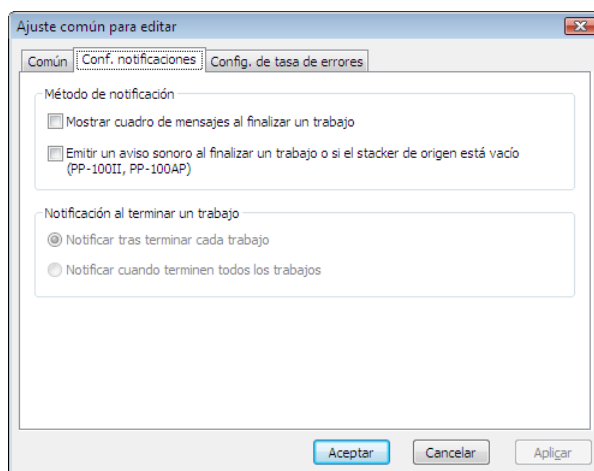 Ajuste común para editar
Común
Conf. notificaciones
Config. de tasa de errores
Método de notificación
Mostrar cuadro de mensajes al finalizar un trabajo
Emitir un aviso sonoro al finalizar un trabajo o si el stacker de origen está vacío
(PP-100II, PP-100AP)
Notificación al terminar un trabajo
Notificar tras terminar cada trabajo
Notificar cuando terminen todos los trabajos
Aceptar
Cancelar
Aplicar